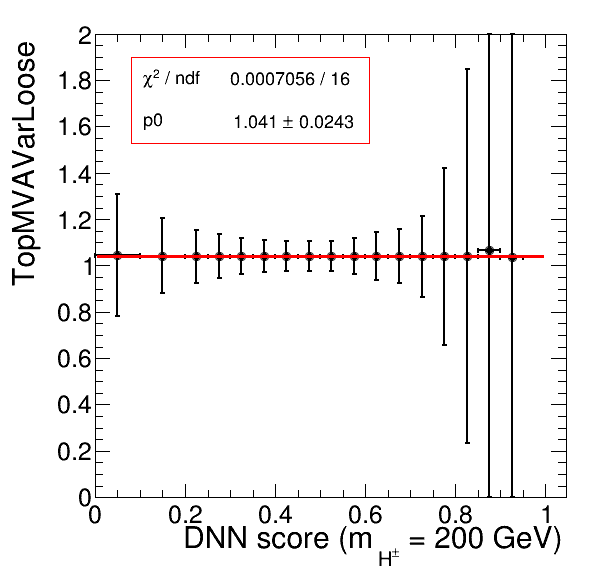 TopMVAVarLoose
χ² / ndf 0.0007056 / 16
p0 1.041 ± 0.0243
2
1.8
1.6
1.4
1.2
1
0.8
0.6
0.4
0.2
0
0 0.2 0.4 0.6 0.8 1
DNN score (m_H± = 200 GeV)